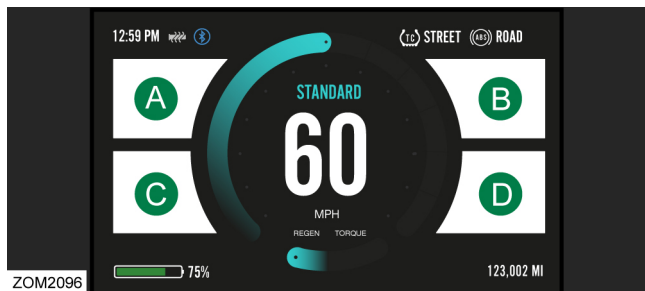 12:59 PM
TC STREET ABS ROAD
A
STANDARD
B
60
C
MPH
D
REGEN TORQUE
75%
123,002 MI
ZOM2096